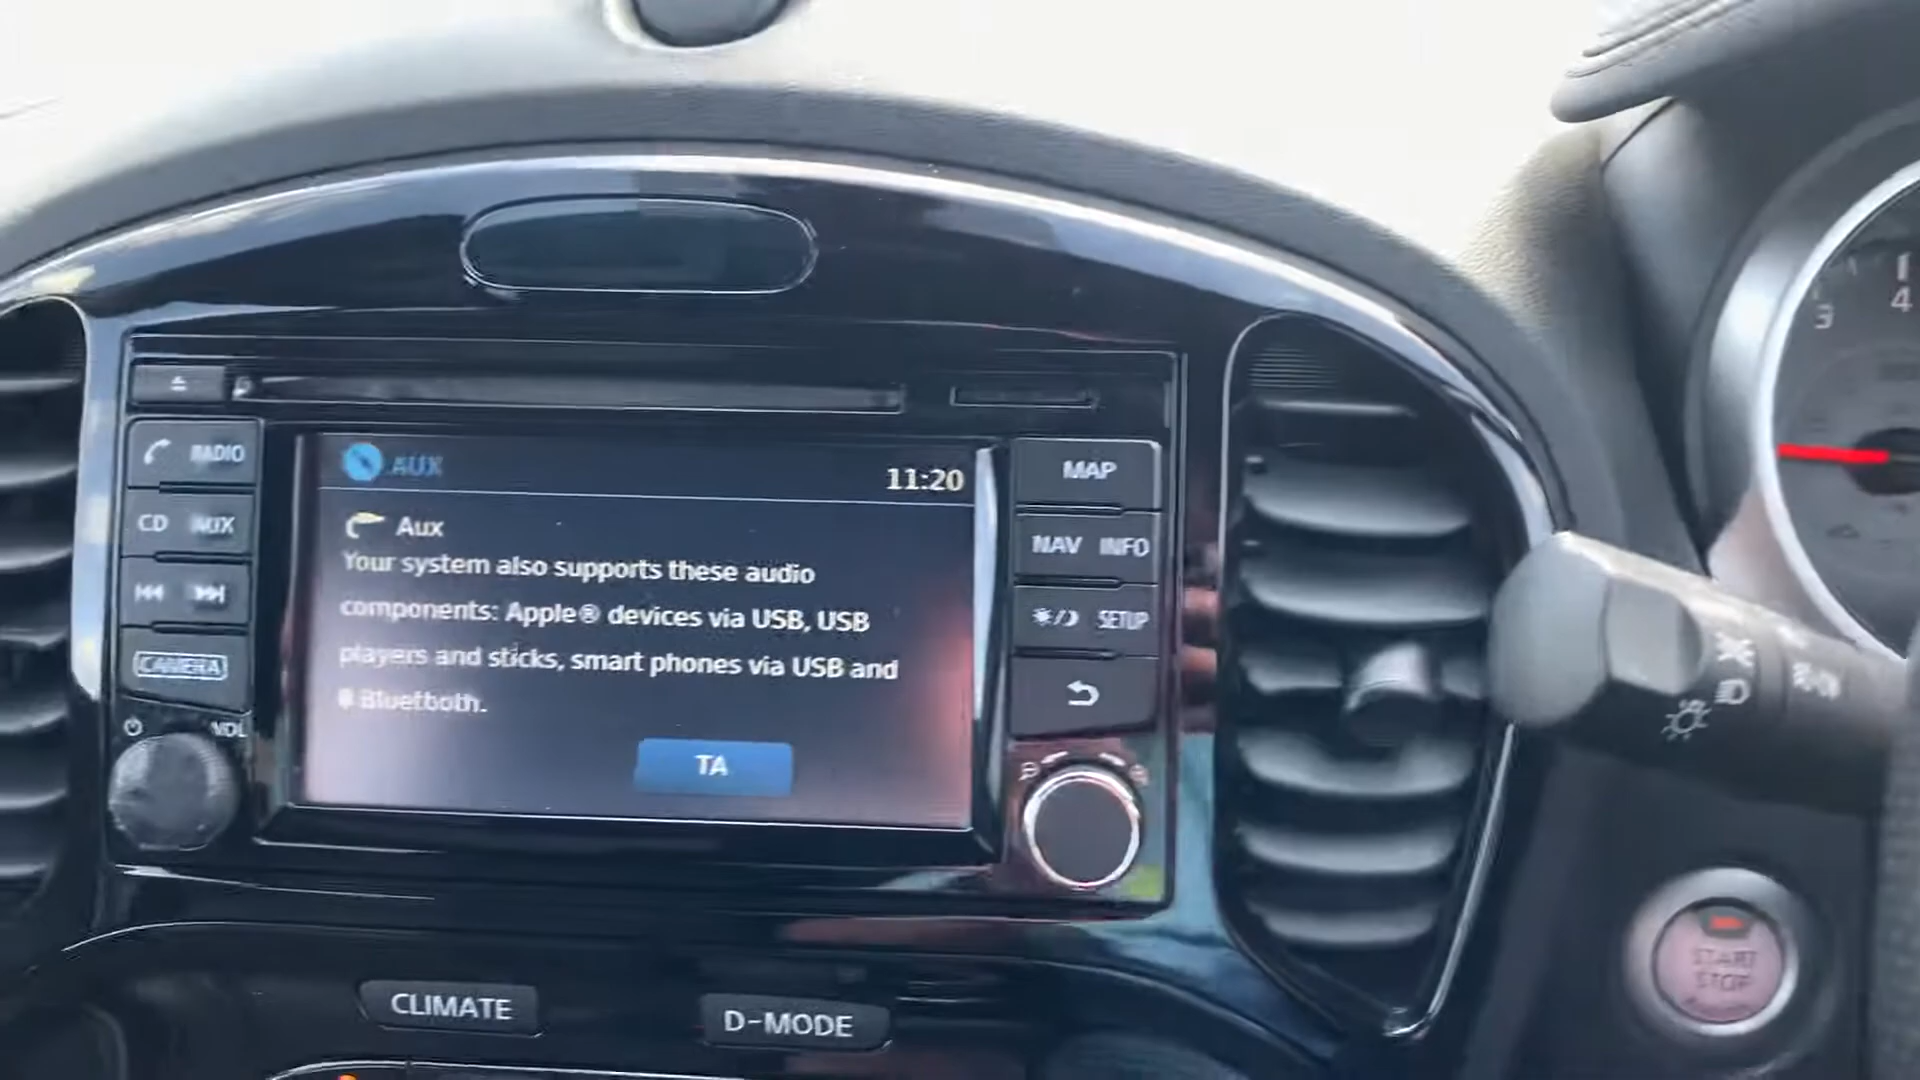 3
4
RADIO
AUX
11:20
MAP
CD AUX
Aux
NAV INFO
Your system also supports these audio
components: Apple® devices via USB, USB
players and sticks, smart phones via USB and
Bluetooth.
SETUP
CAMERA
VOL
TA
START
STOP
CLIMATE
D-MODE